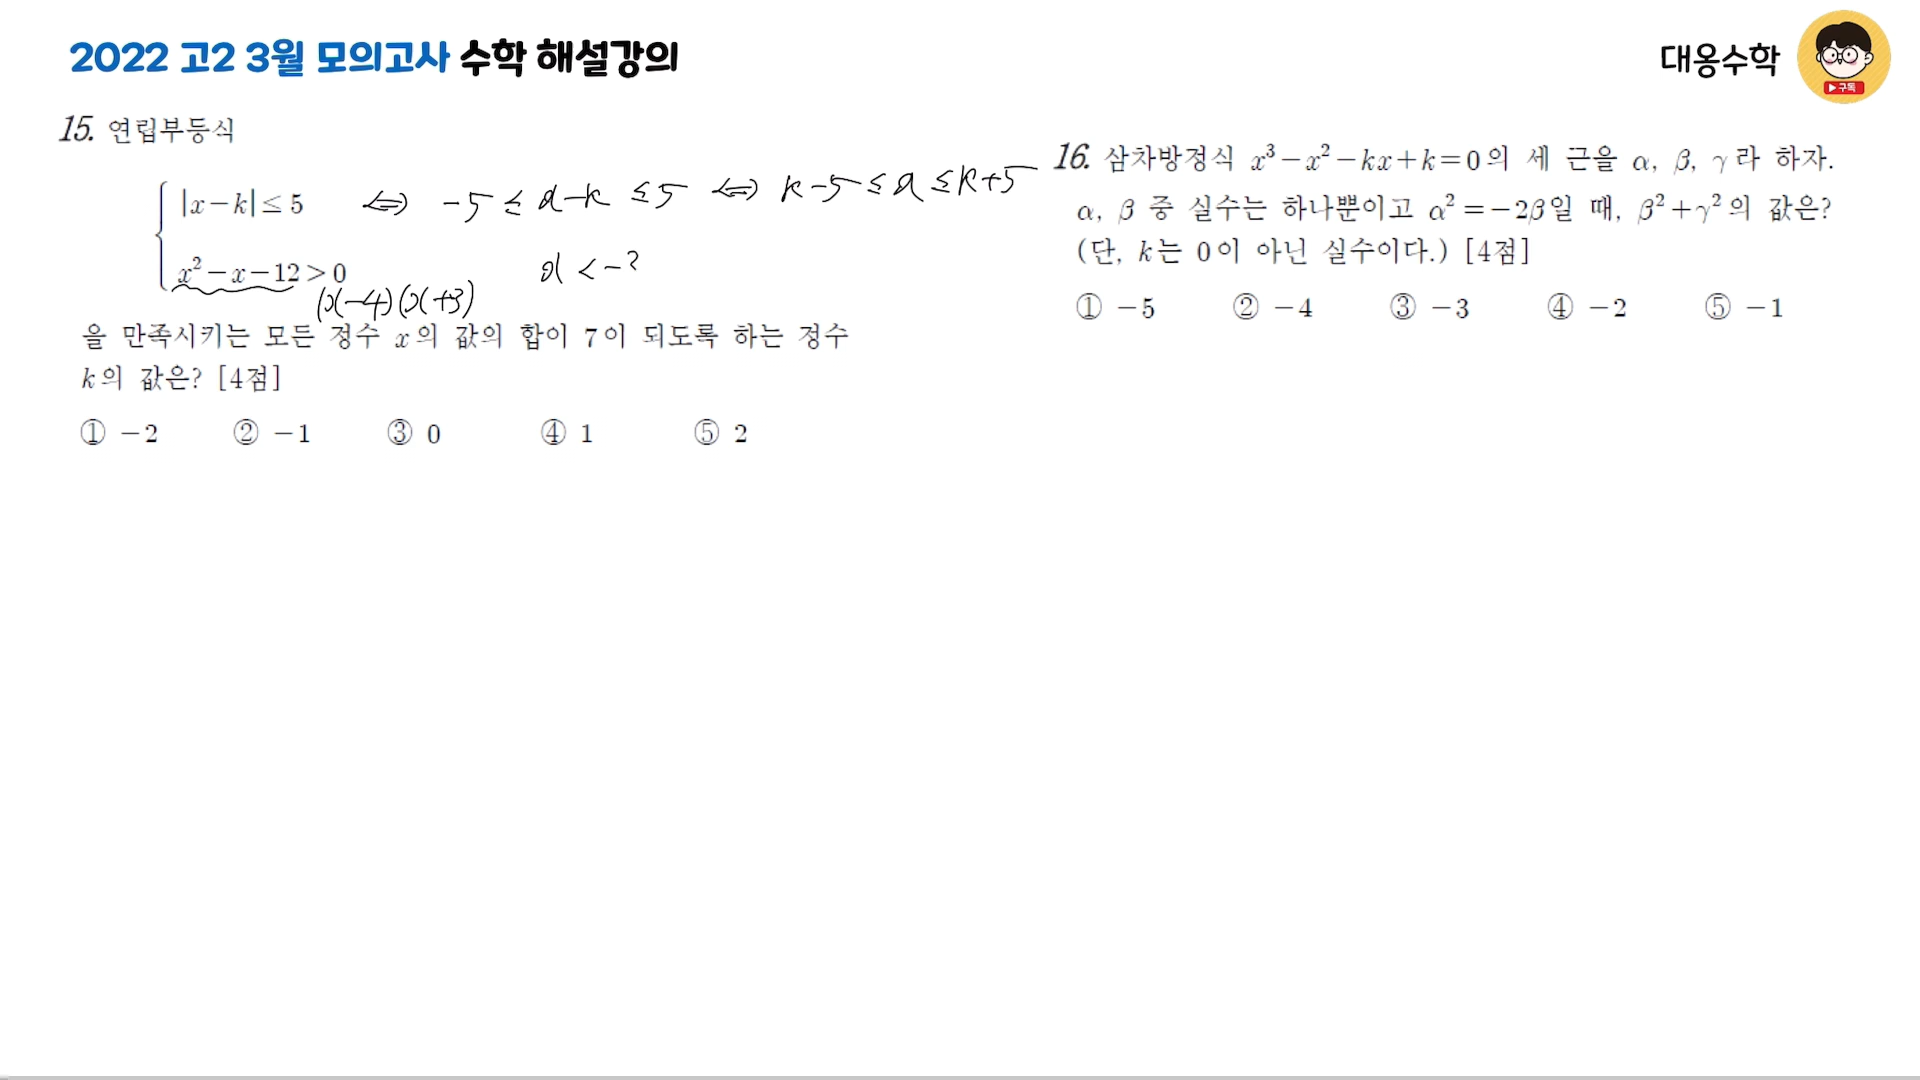 2022 고2 3월 모의고사 수학 해설강의
대웅수학
▶구독
15. 연립부등식
|x-k| ≤ 5 ⇔ -5 ≤ x-k ≤ 5 ⇔ k-5 ≤ x ≤ k+5
x²-x-12 > 0 x < -3
(x-4)(x+3)
을 만족시키는 모든 정수 x의 값의 합이 7이 되도록 하는 정수
k의 값은? [4점]
① -2 ② -1 ③ 0 ④ 1 ⑤ 2
16. 삼차방정식 x³-x²-kx+k=0의 세 근을 α, β, γ라 하자.
α, β 중 실수는 하나뿐이고 α²=-2β일 때, β²+γ²의 값은?
(단, k는 0이 아닌 실수이다.) [4점]
① -5 ② -4 ③ -3 ④ -2 ⑤ -1